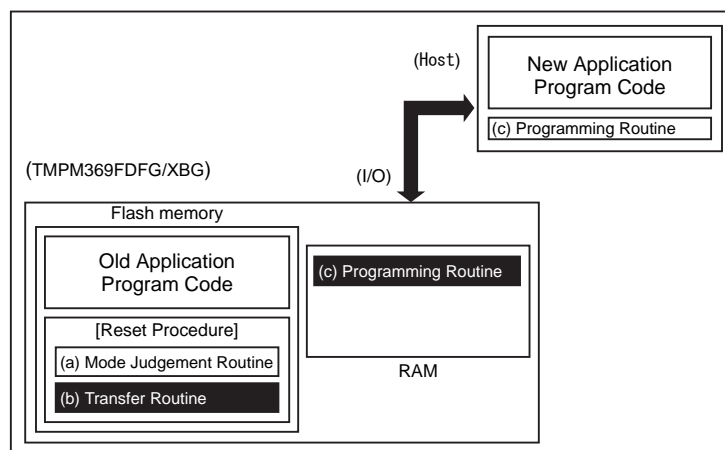 (Host)
New Application
Program Code
(c) Programming Routine
(TMPM369FDFG/XBG)
(I/O)
Flash memory
Old Application
Program Code
[Reset Procedure]
(a) Mode Judgement Routine
(b) Transfer Routine
(c) Programming Routine
RAM